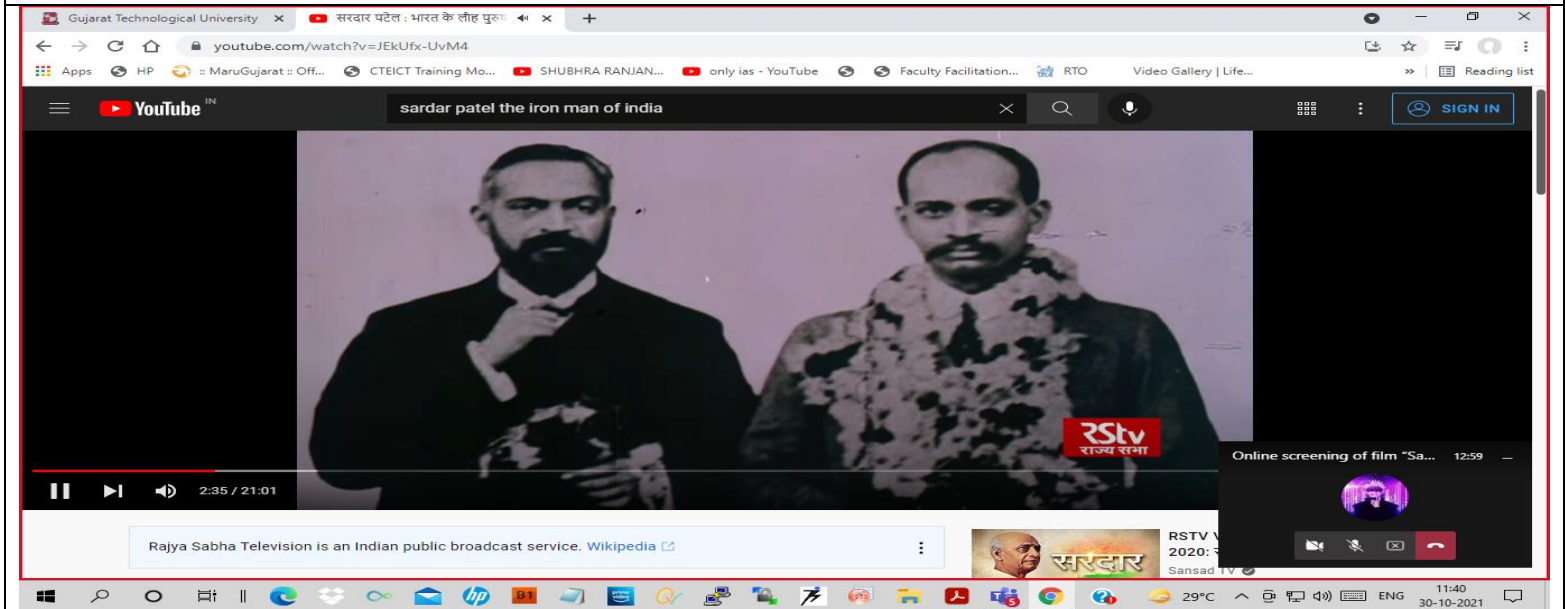 Gujarat Technological University
सरदार पटेल : भारत के लौह पुरुष
youtube.com/watch?v=JEkUfx-UvM4
Apps HP :: MaruGujarat :: Off... CTEICT Training Mo... SHUBHRA RANJAN... only ias - YouTube Faculty Facilitation... RTO Video Gallery | Life... » Reading list
YouTube IN sardar patel the iron man of india SIGN IN
RSTV
राज्य सभा
Online screening of film "Sa... 12:59
2:35 / 21:01
Rajya Sabha Television is an Indian public broadcast service. Wikipedia
सरदार
RSTV
2020:
Sansad TV
29°C ENG 11:40
30-10-2021